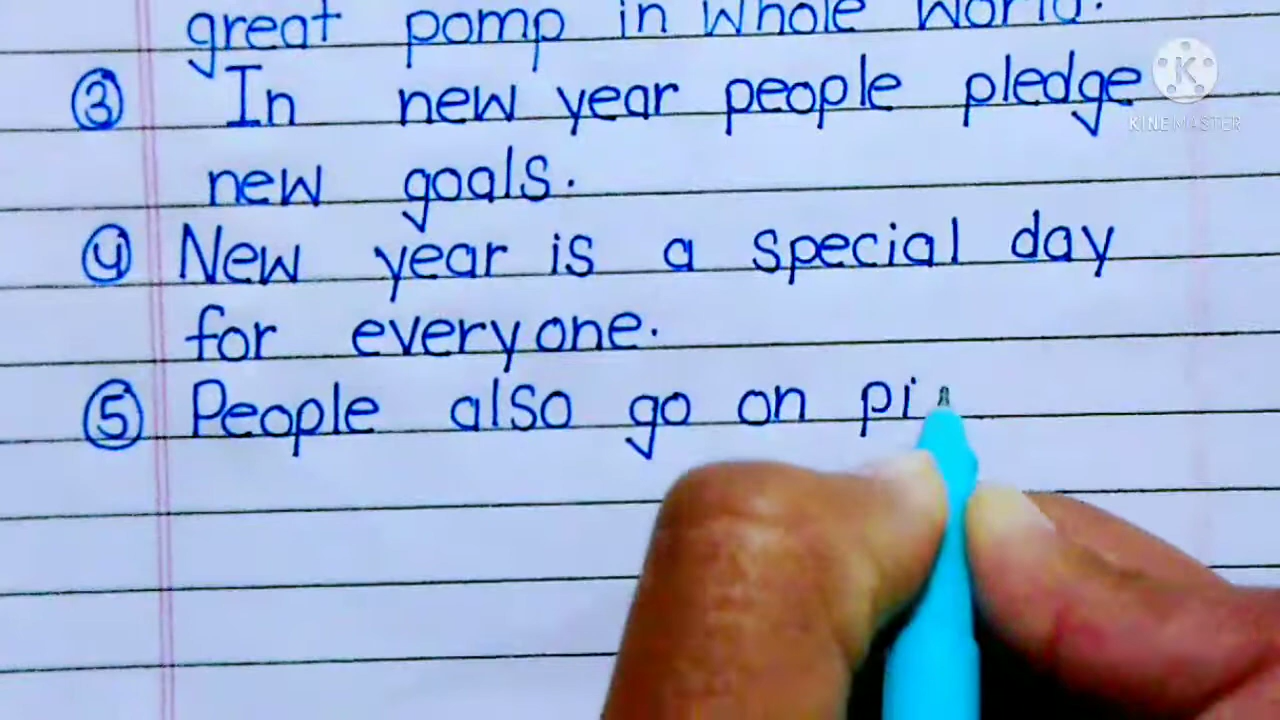 great pomp in whole world.
③ In new year people pledge
new goals.
④ New year is a special day
for everyone.
⑤ People also go on pi
K
KINEMASTER